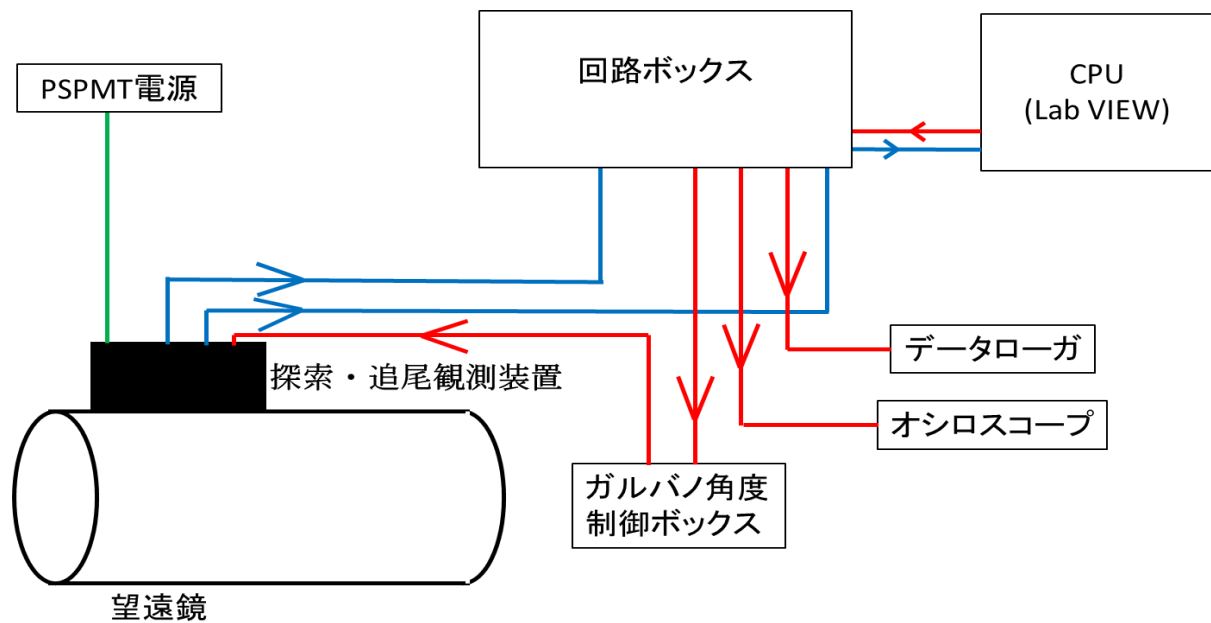 PSPMT電源
回路ボックス
CPU
(Lab VIEW)
探索・追尾観測装置
データローガ
オシロスコープ
ガルバノ角度
制御ボックス
望遠鏡